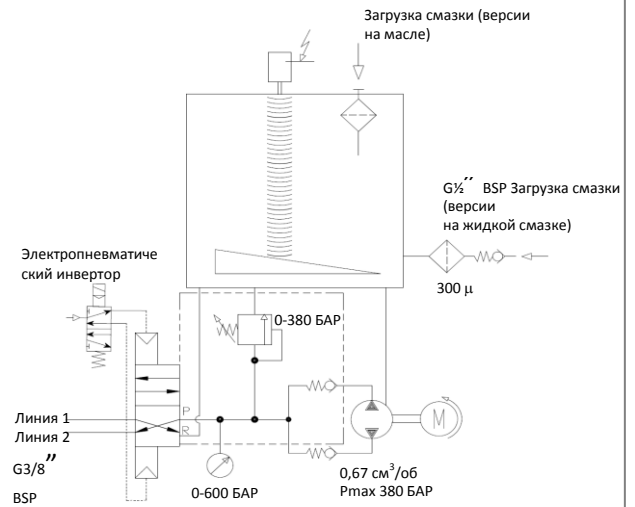 Загрузка смазки (версии
на масле)
G½″ BSP Загрузка смазки
(версии
на жидкой смазке)
300 µ
Электропневматиче
ский инвертор
0-380 БАР
P
R
Линия 1
Линия 2
G3/8”
BSP
0-600 БАР
M
0,67 см³/об
Pmax 380 БАР